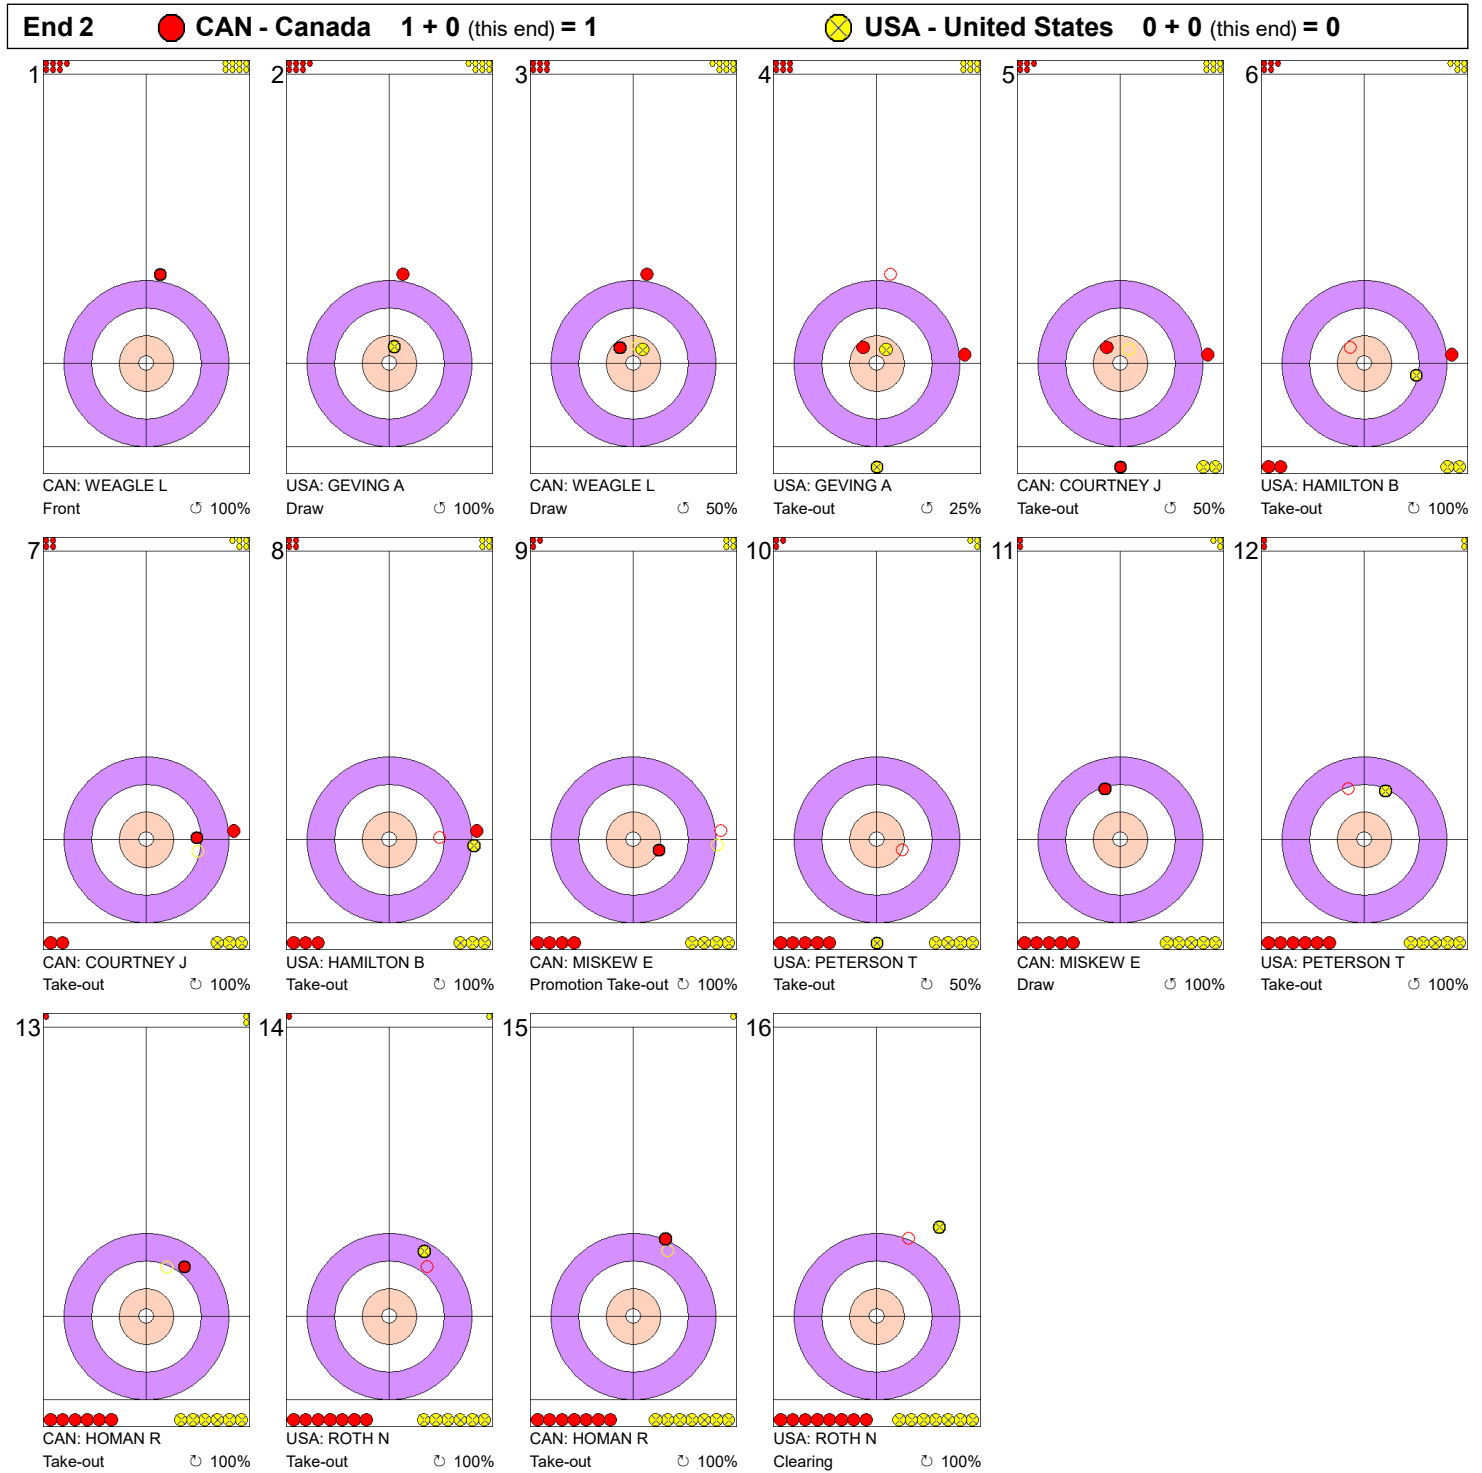 End 2 CAN - Canada 1 + 0 (this end) = 1 USA - United States 0 + 0 (this end) = 0
1 2 3 4 5 6
CAN: WEAGLE L USA: GEVING A CAN: WEAGLE L USA: GEVING A CAN: COURTNEY J USA: HAMILTON B
Front ↺ 100% Draw ↺ 100% Draw ↺ 50% Take-out ↺ 25% Take-out ↺ 50% Take-out ↻ 100%
7 8 9 10 11 12
CAN: COURTNEY J USA: HAMILTON B CAN: MISKEW E USA: PETERSON T CAN: MISKEW E USA: PETERSON T
Take-out ↻ 100% Take-out ↻ 100% Promotion Take-out ↻ 100% Take-out ↻ 50% Draw ↺ 100% Take-out ↻ 100%
13 14 15 16
CAN: HOMAN R USA: ROTH N CAN: HOMAN R USA: ROTH N
Take-out ↻ 100% Take-out ↻ 100% Take-out ↻ 100% Clearing ↻ 100%